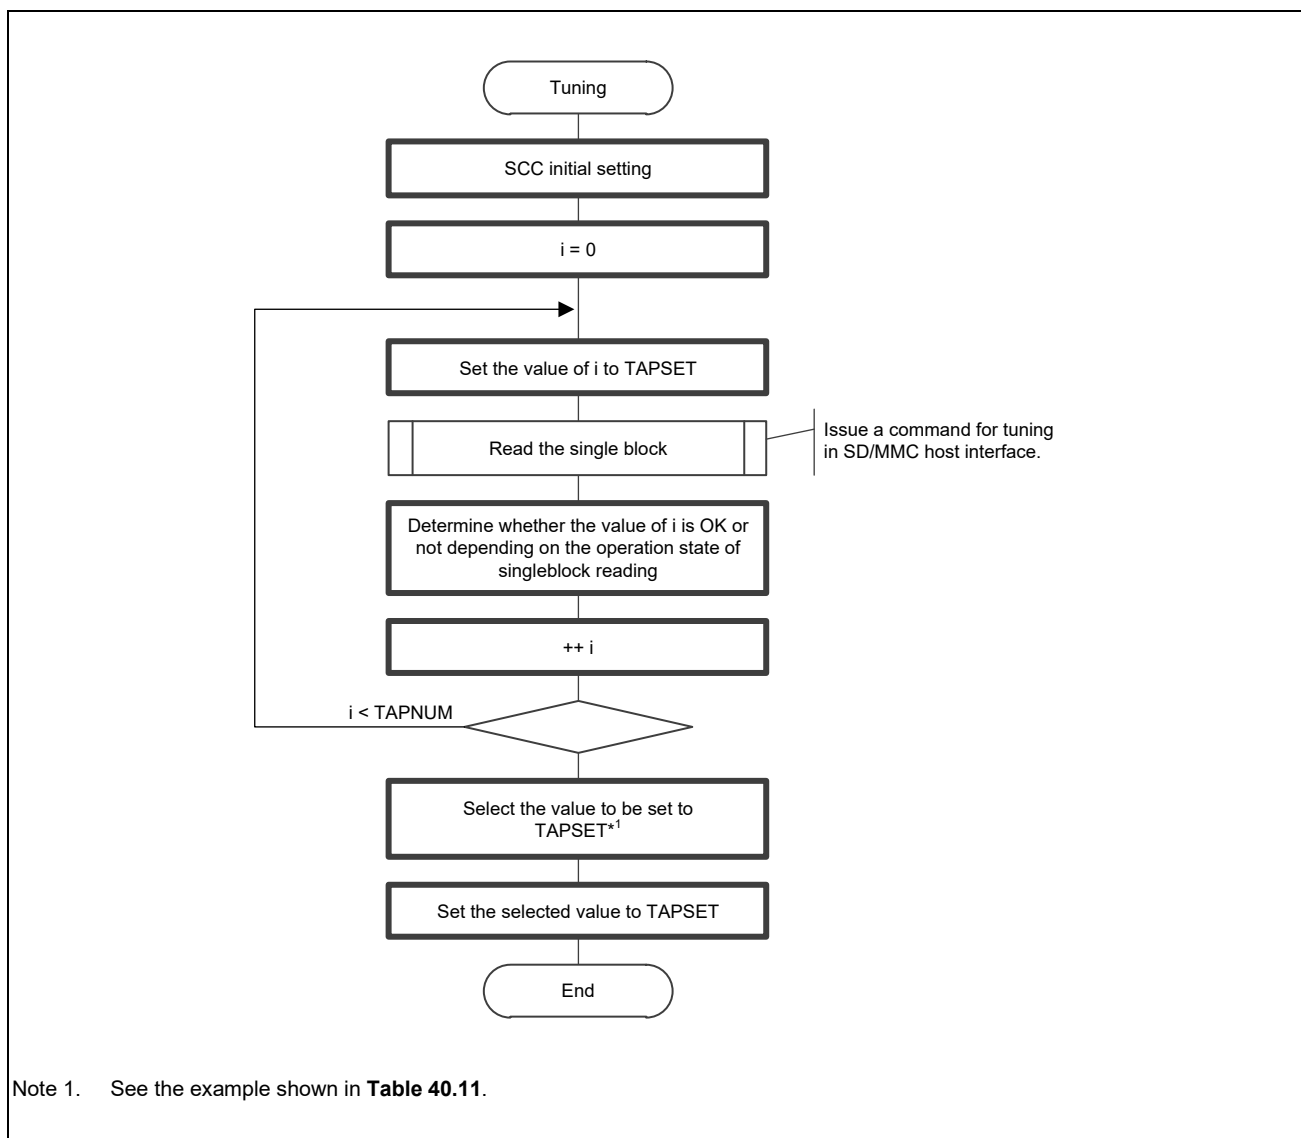 Tuning
SCC initial setting
i = 0
Set the value of i to TAPSET
Read the single block
Issue a command for tuning
in SD/MMC host interface.
Determine whether the value of i is OK or
not depending on the operation state of
singleblock reading
++ i
i < TAPNUM
Select the value to be set to
TAPSET*1
Set the selected value to TAPSET
End
Note 1. See the example shown in Table 40.11.